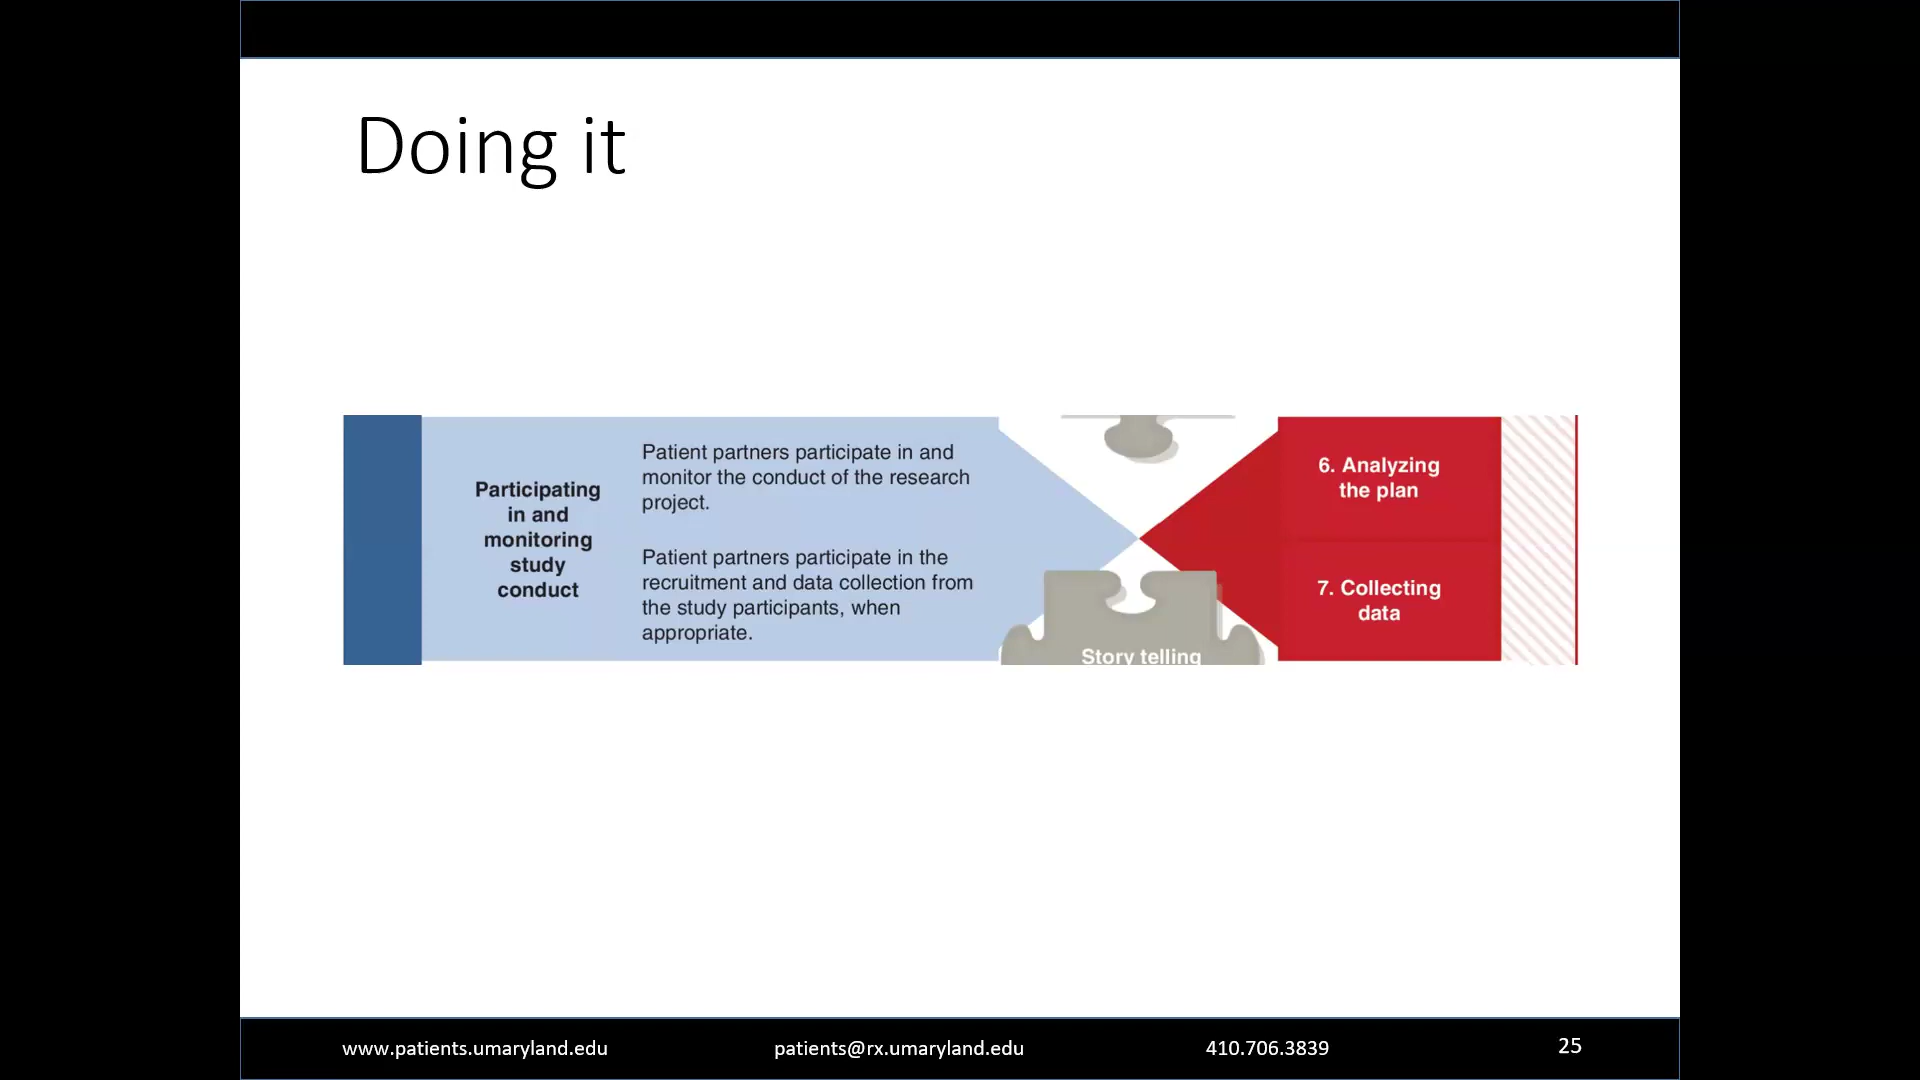 Doing it
Participating
in and
monitoring
study
conduct
Patient partners participate in and
monitor the conduct of the research
project.
Patient partners participate in the
recruitment and data collection from
the study participants, when
appropriate.
Story telling
6. Analyzing
the plan
7. Collecting
data
www.patients.umaryland.edu
patients@rx.umaryland.edu
410.706.3839
25